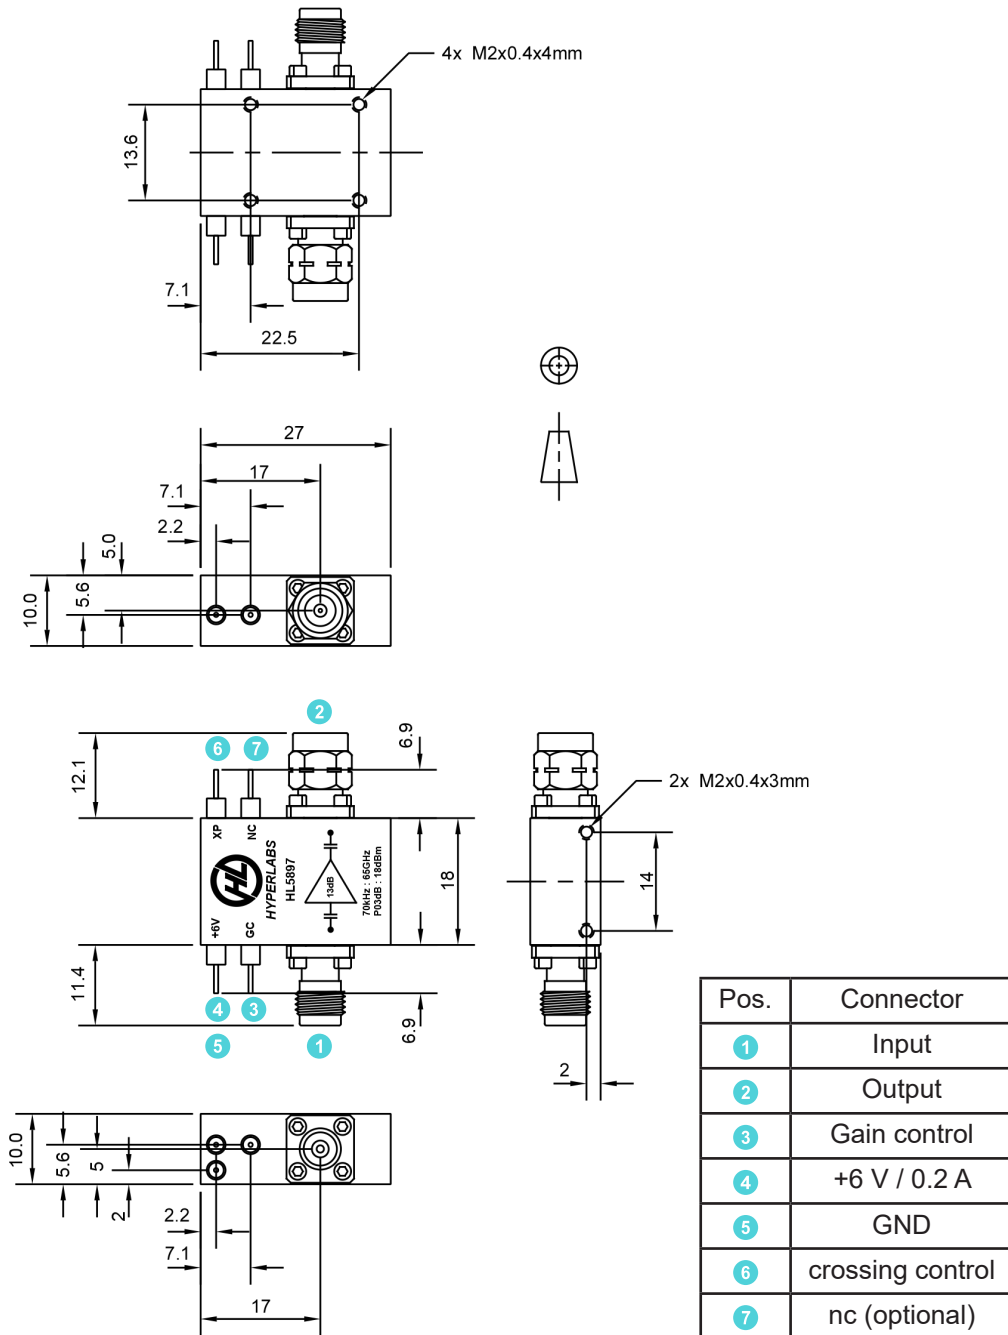 4x M2x0.4x4mm
13.6
7.1
22.5
27
17
7.1
2.2
5.0
5.6
10.0
2
6
7
6.9
12.1
2x M2x0.4x3mm
XP
NC
HL
HYPERLABS
HL5897
13dB
70kHz : 65GHz
P03dB : 18dBm
+6V
GC
18
14
11.4
4
3
5
1
6.9
2
10.0
5.6
5
2
2.2
7.1
17
Pos. Connector
1 Input
2 Output
3 Gain control
4 +6 V / 0.2 A
5 GND
6 crossing control
7 nc (optional)